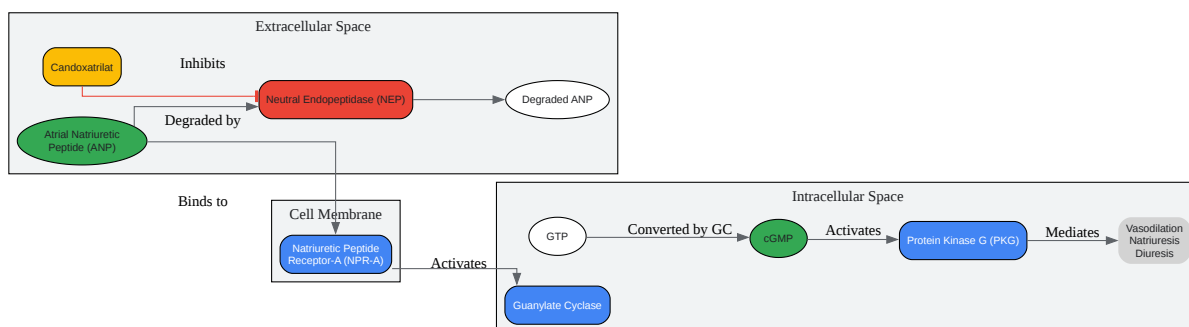 Extracellular Space
Candoxatrilat
Inhibits
Neutral Endopeptidase (NEP)
Degraded ANP
Degraded by
Atrial Natriuretic
Peptide (ANP)
Binds to
Cell Membrane
Natriuretic Peptide
Receptor-A (NPR-A)
Activates
Intracellular Space
GTP
Converted by GC
cGMP
Activates
Protein Kinase G (PKG)
Mediates
Vasodilation
Natriuresis
Diuresis
Guanylate Cyclase